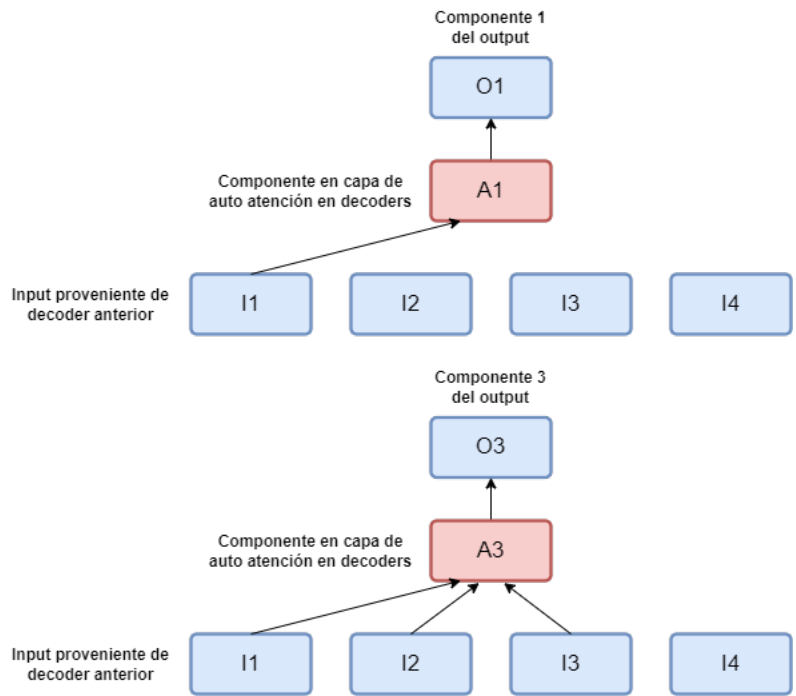 Componente 1
del output
O1
Componente en capa de
auto atención en decoders
A1
Input proveniente de
decoder anterior
I1
I2
I3
I4
Componente 3
del output
O3
Componente en capa de
auto atención en decoders
A3
Input proveniente de
decoder anterior
I1
I2
I3
I4